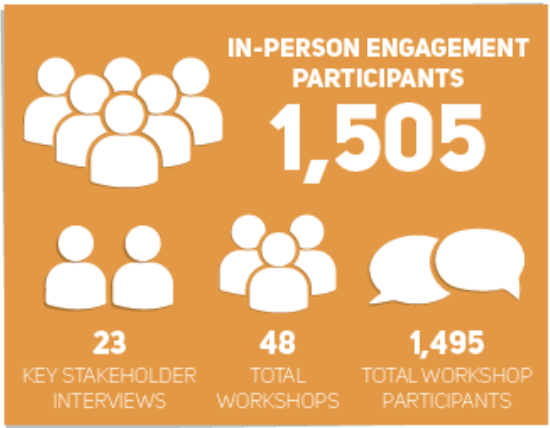 IN-PERSON ENGAGEMENT
PARTICIPANTS
1,505
23
KEY STAKEHOLDER
INTERVIEWS
48
TOTAL
WORKSHOPS
1,495
TOTAL WORKSHOP
PARTICIPANTS